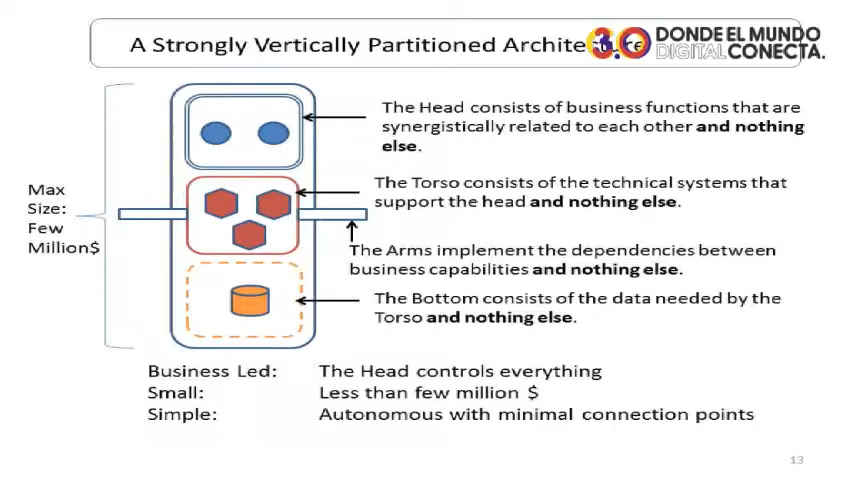 A Strongly Vertically Partitioned Architecture
3.0 DONDE EL MUNDO
DIGITAL CONECTA.
The Head consists of business functions that are
synergistically related to each other and nothing
else.
The Torso consists of the technical systems that
support the head and nothing else.
Max
Size:
Few
Million$
The Arms implement the dependencies between
business capabilities and nothing else.
The Bottom consists of the data needed by the
Torso and nothing else.
Business Led: The Head controls everything
Small: Less than few million $
Simple: Autonomous with minimal connection points
13